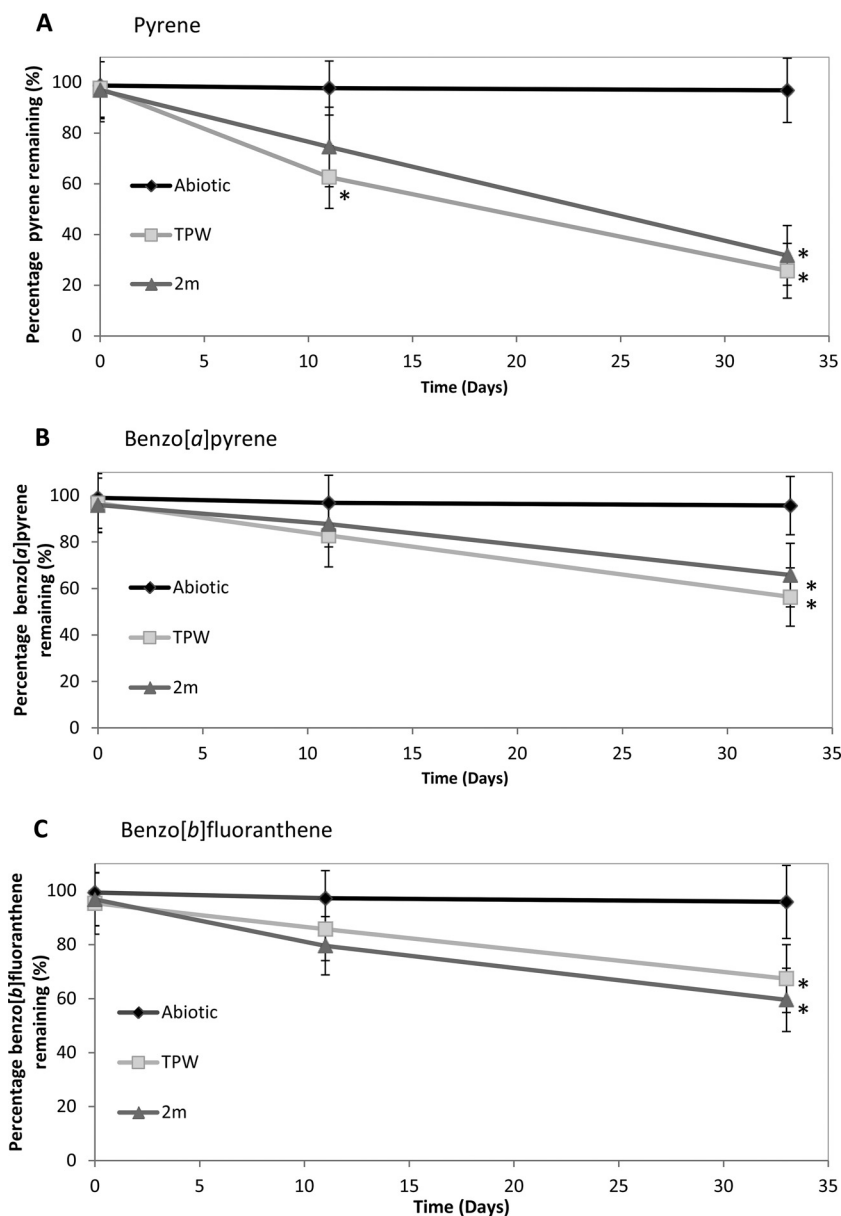 A
Pyrene
Percentage pyrene remaining (%)
100
80
60
40
20
0
Abiotic
TPW
2m
*
*
*
0 5 10 15 20 25 30 35
Time (Days)
B
Benzo[a]pyrene
Percentage benzo[a]pyrene
remaining (%)
100
80
60
40
20
0
Abiotic
TPW
2m
*
*
0 5 10 15 20 25 30 35
Time (Days)
C
Benzo[b]fluoranthene
Percentage benzo[b]fluoranthene
remaining (%)
100
80
60
40
20
0
Abiotic
TPW
2m
*
*
0 5 10 15 20 25 30 35
Time (Days)